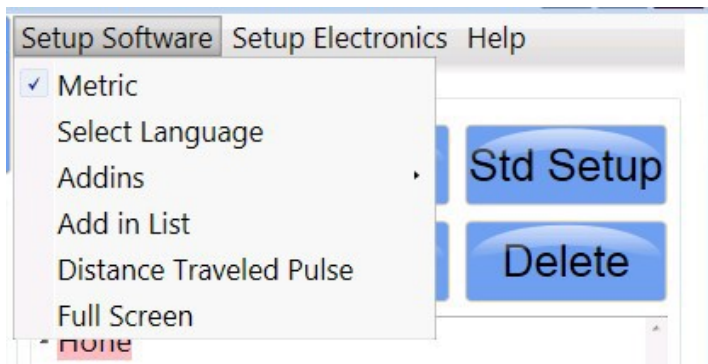 Setup Software Setup Electronics Help
Metric
Select Language
Addins
Add in List
Distance Traveled Pulse
Full Screen
Std Setup
Delete